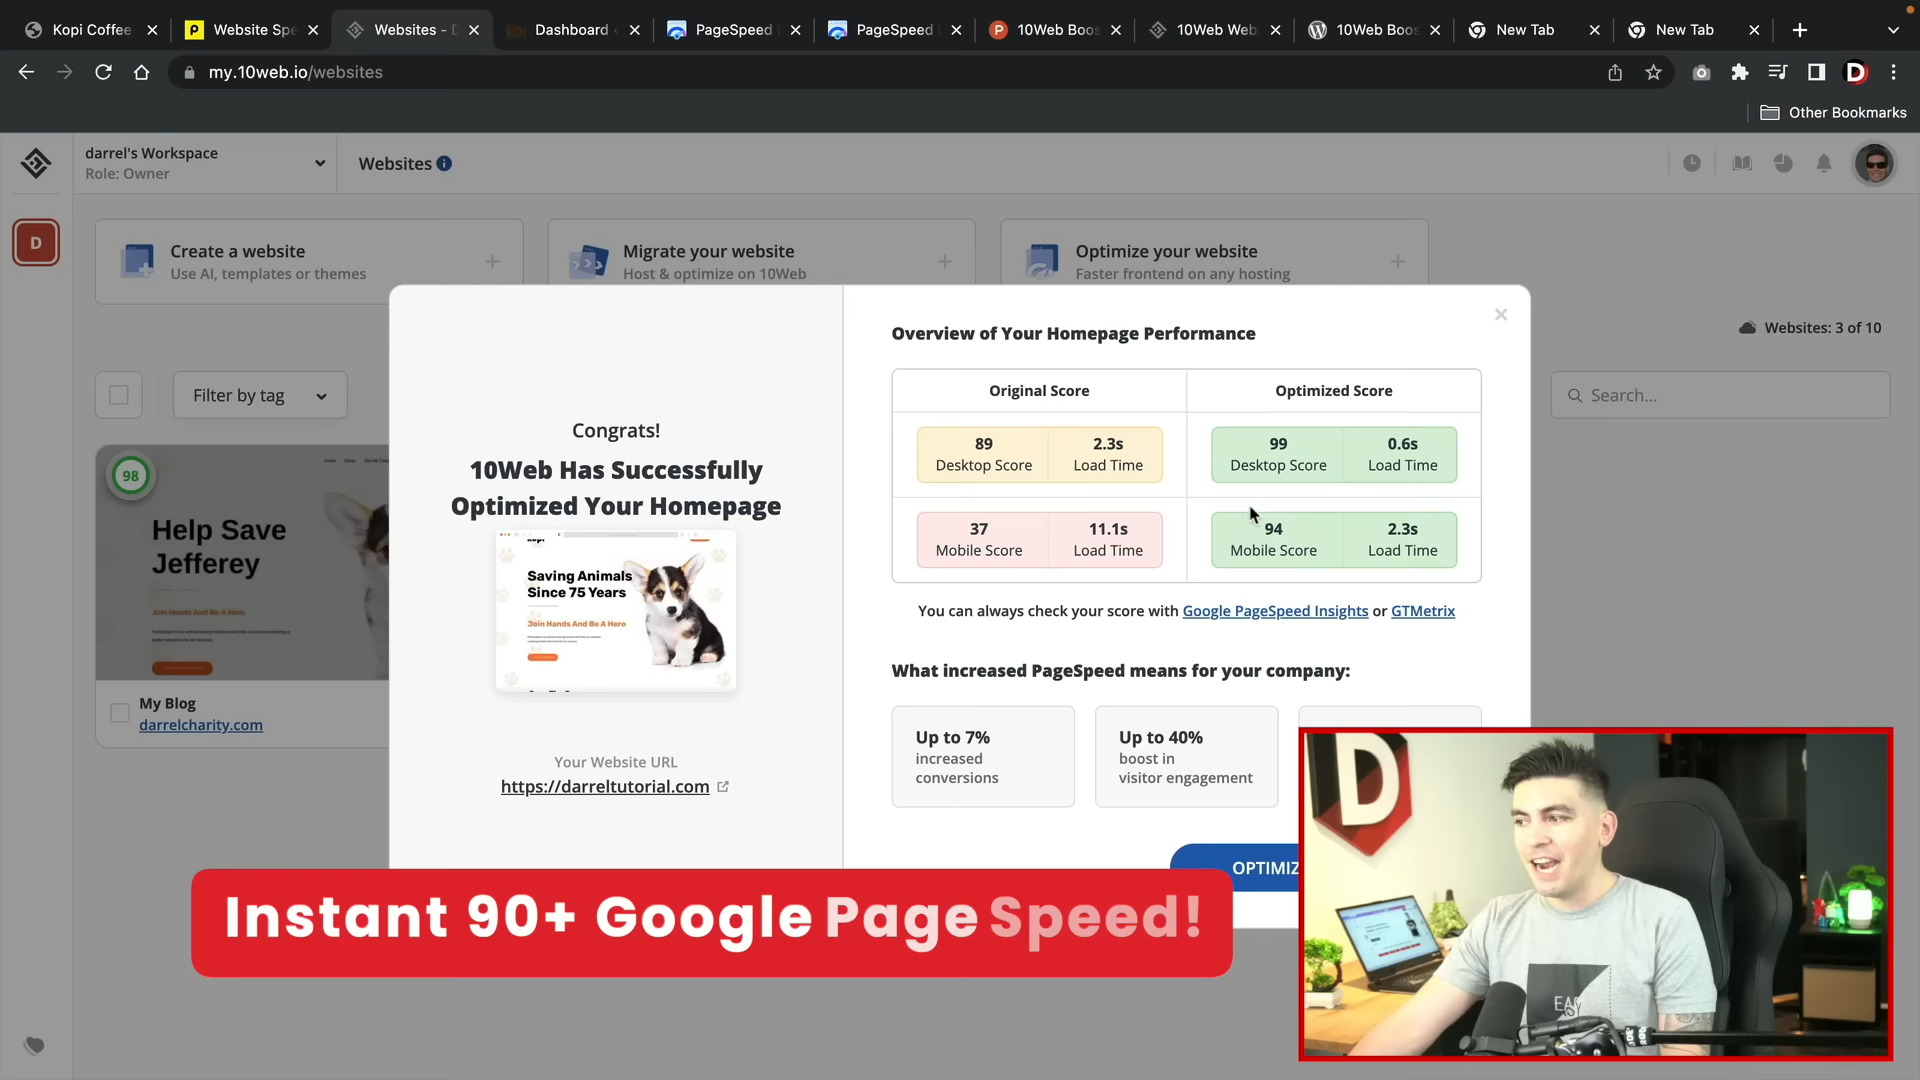 Kopi Coffee
Website Spe
Websites - D
Dashboard
PageSpeed
PageSpeed
10Web Boos
10Web Web
10Web Boos
New Tab
New Tab
my.10web.io/websites
Other Bookmarks
darrel's Workspace
Role: Owner
Websites
D
Create a website
Use AI, templates or themes
Migrate your website
Host & optimize on 10Web
Optimize your website
Faster frontend on any hosting
Websites: 3 of 10
Filter by tag
Search...
98
Help Save
Jefferey
Join Hands And Be A Hero
My Blog
darrelcharity.com
Congrats!
10Web Has Successfully
Optimized Your Homepage
Saving Animals
Since 75 Years
Join Hands And Be A Hero
Your Website URL
https://darreltutorial.com
Overview of Your Homepage Performance
Original Score
Optimized Score
89
Desktop Score
2.3s
Load Time
99
Desktop Score
0.6s
Load Time
37
Mobile Score
11.1s
Load Time
94
Mobile Score
2.3s
Load Time
You can always check your score with Google PageSpeed Insights or GTMetrix
What increased PageSpeed means for your company:
Up to 7%
increased
conversions
Up to 40%
boost in
visitor engagement
OPTIMIZ
Instant 90+ Google Page Speed!
D
EASY